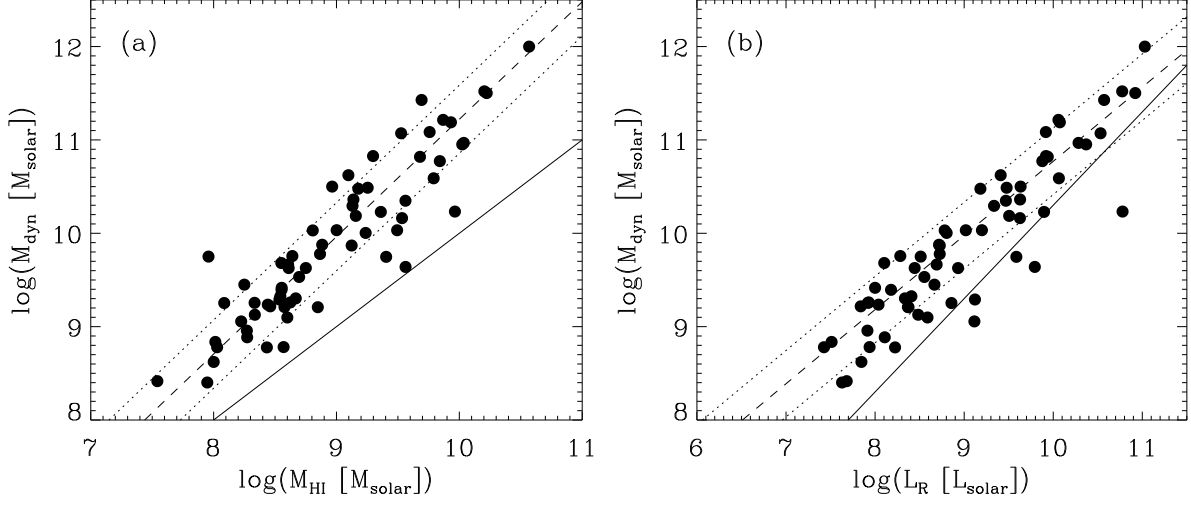 (a)
12
11
10
9
8
7 8 9 10 11
log(M_HI [M_solar])
log(M_dyn [M_solar])
(b)
12
11
10
9
8
6 7 8 9 10 11
log(L_R [L_solar])
log(M_dyn [M_solar])